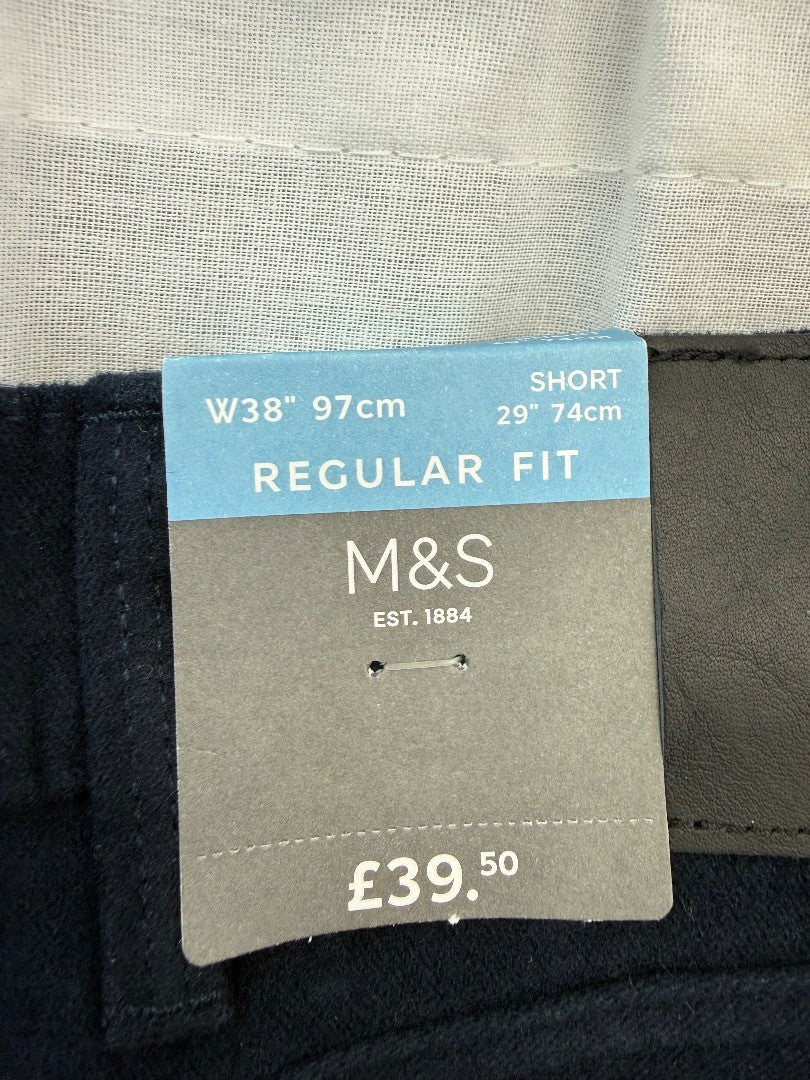 W38" 97cm
SHORT
29" 74cm
REGULAR FIT
M&S
EST. 1884
£39.50